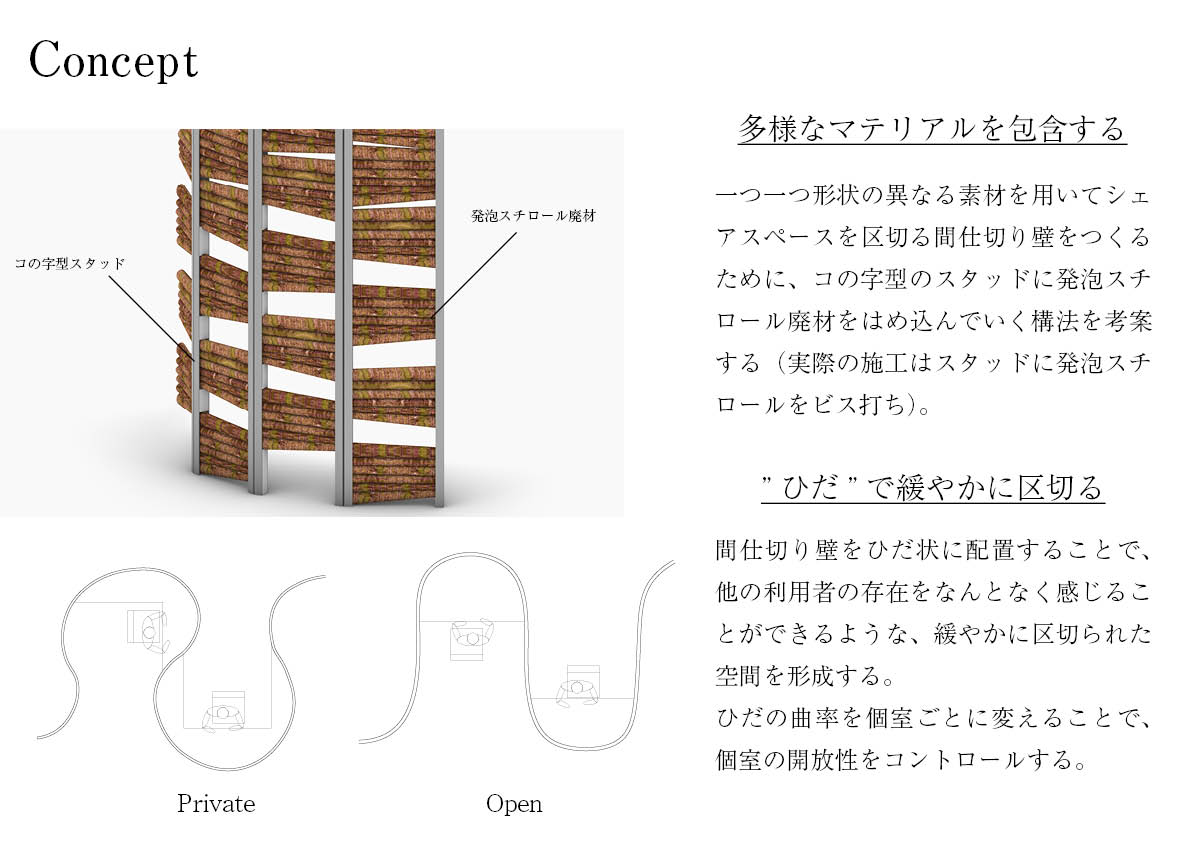 Concept
発泡スチロール廃材
コの字型スタッド
Private
Open
多様なマテリアルを包含する
一つ一つ形状の異なる素材を用いてシェ
アスペースを区切る間仕切り壁をつくる
ために、コの字型のスタッドに発泡スチ
ロール廃材をはめ込んでいく構法を考案
する（実際の施工はスタッドに発泡スチ
ロールをビス打ち）。
”ひだ”で緩やかに区切る
間仕切り壁をひだ状に配置することで、
他の利用者の存在をなんとなく感じるこ
とができるような、緩やかに区切られた
空間を形成する。
ひだの曲率を個室ごとに変えることで、
個室の開放性をコントロールする。